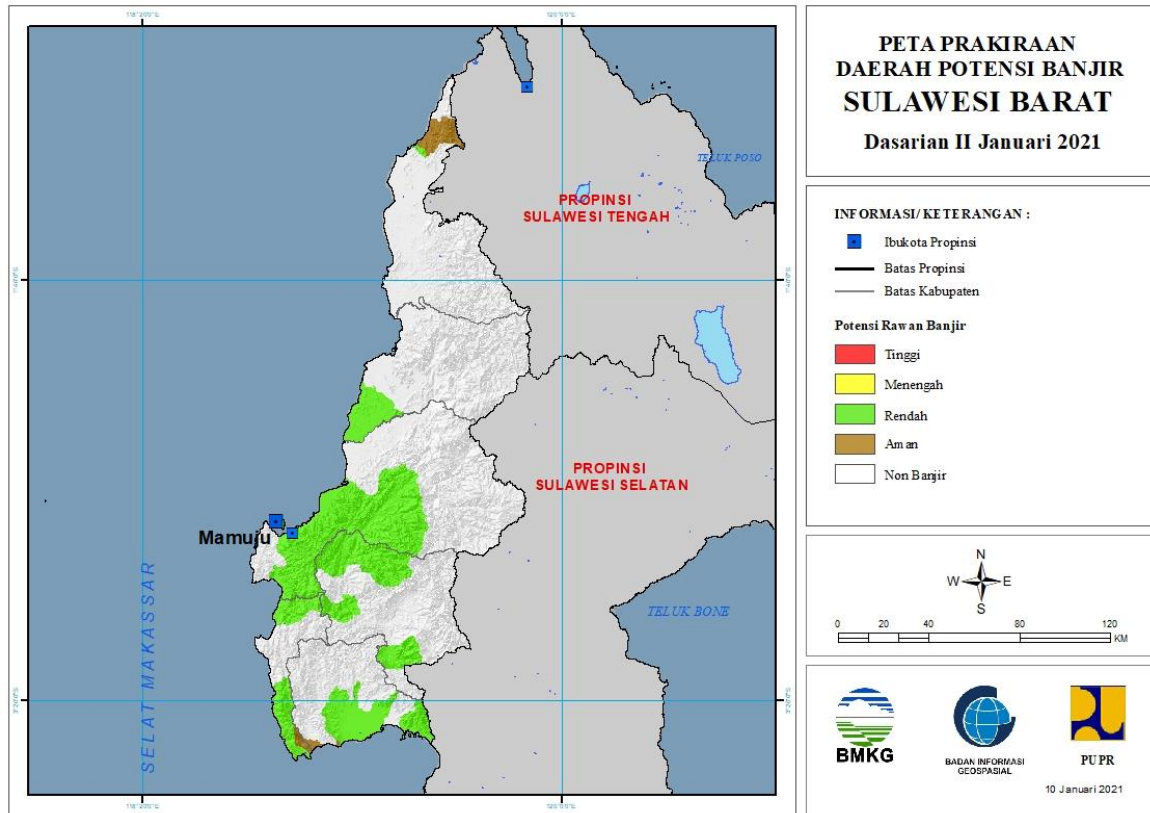 PETA PRAKIRAAN
DAERAH POTENSI BANJIR
SULAWESI BARAT
Dasarian II Januari 2021
INFORMASI/KETERANGAN :
Ibukota Propinsi
Batas Propinsi
Batas Kabupaten
Potensi Rawan Banjir
Tinggi
Menengah
Rendah
Aman
Non Banjir
TELUK POSO
PROPINSI
SULAWESI TENGAH
PROPINSI
SULAWESI SELATAN
Mamuju
SELAT MAKASSAR
TELUK BONE
N
W E
S
0 20 40 80 120
KM
BMKG
BADAN INFORMASI
GEOSPASIAL
PUPR
10 Januari 2021